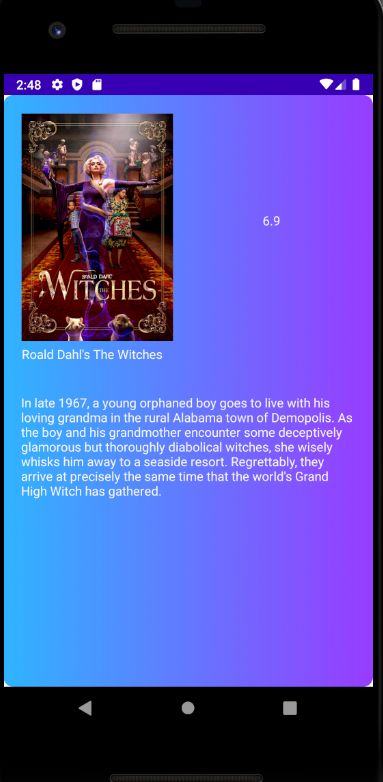 2:48
6.9
ROALD DAHL'S
THE
WITCHES
Roald Dahl's The Witches
In late 1967, a young orphaned boy goes to live with his
loving grandma in the rural Alabama town of Demopolis. As
the boy and his grandmother encounter some deceptively
glamorous but thoroughly diabolical witches, she wisely
whisks him away to a seaside resort. Regrettably, they
arrive at precisely the same time that the world's Grand
High Witch has gathered.